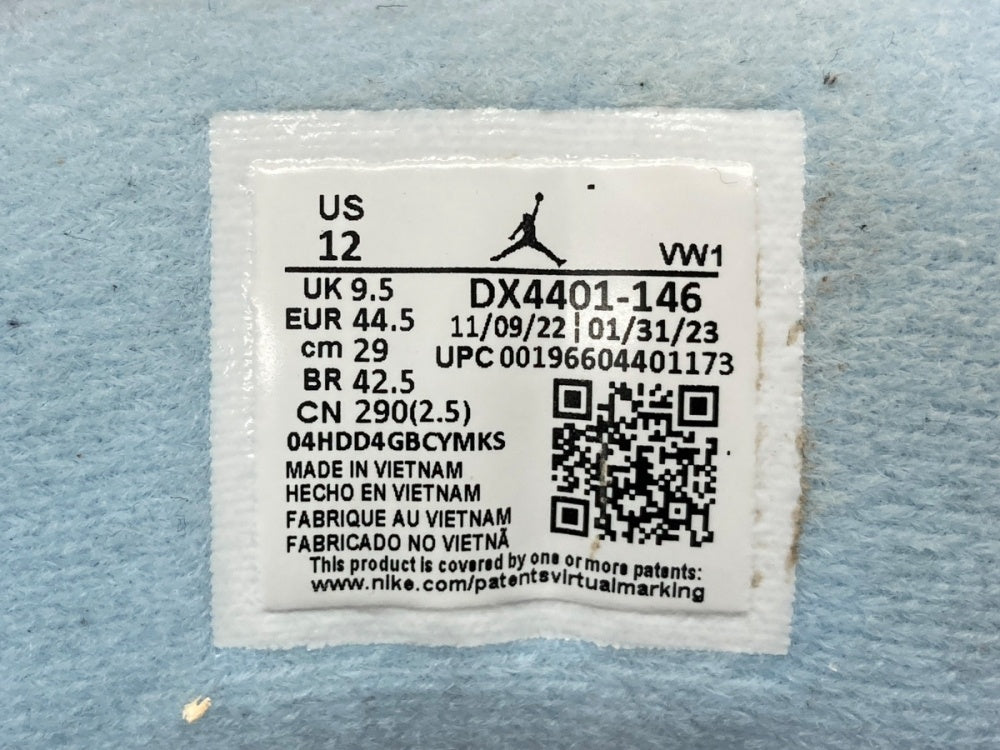 US
12
VW1
UK 9.5
EUR 44.5
cm 29
BR 42.5
CN 290(2.5)
04HDD4GBCYMKS
DX4401-146
11/09/22 | 01/31/23
UPC 00196604401173
MADE IN VIETNAM
HECHO EN VIETNAM
FABRIQUE AU VIETNAM
FABRICADO NO VIETNÃ
This product is covered by one or more patents:
www.nike.com/patentsvirtualmarking